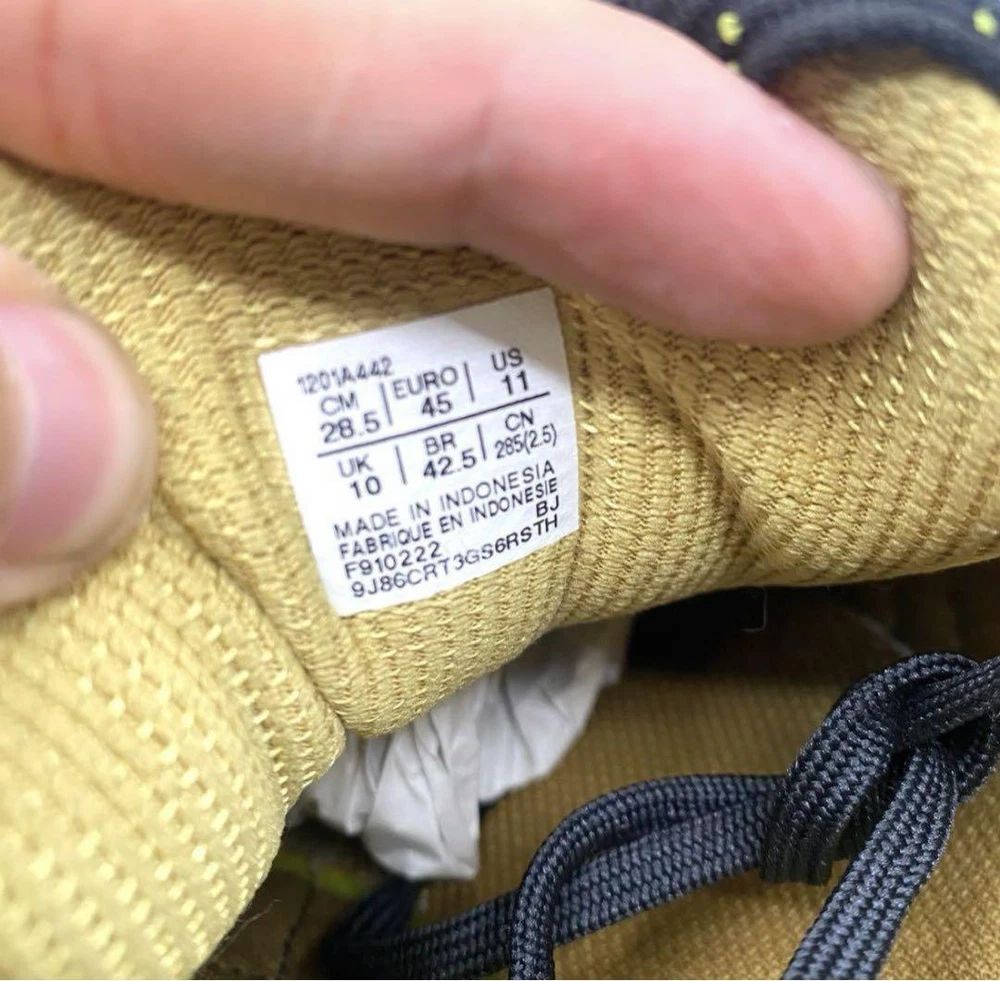 1201A442
CM | EURO | US
28.5 | 45 | 11
UK | BR | CN
10 | 42.5 | 285(2.5)
MADE IN INDONESIA
FABRIQUE EN INDONESIE
BJ
F910222
9J86CRT3GS6RSTH